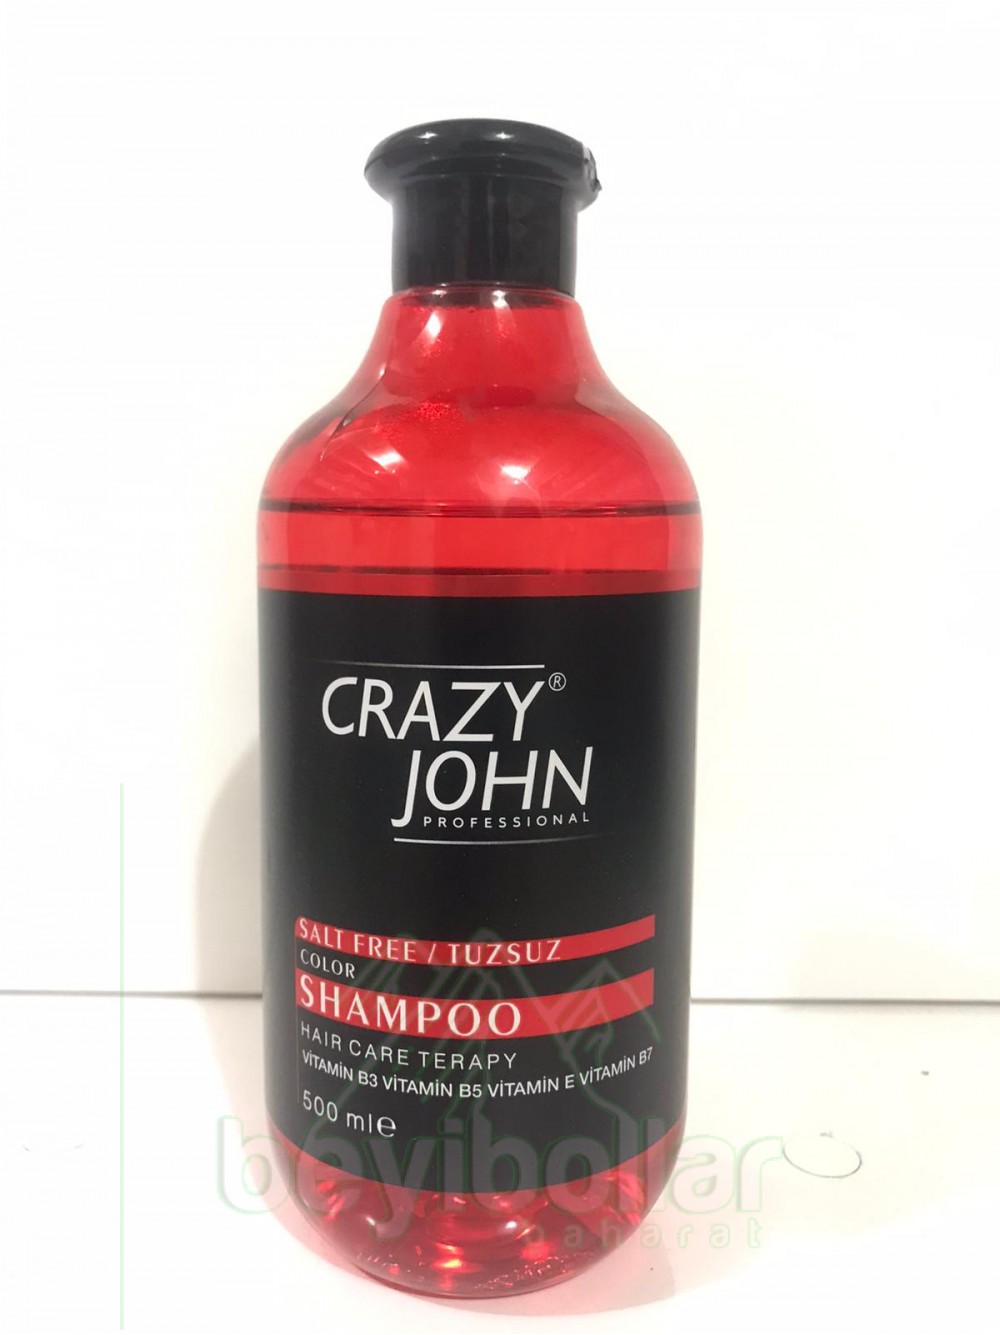 CRAZY®
JOHN
PROFESSIONAL
SALT FREE / TUZSUZ
COLOR
SHAMPOO
HAIR CARE TERAPY
VİTAMİN B3 VİTAMİN B5 VİTAMİN E VİTAMİN B7
500 ml e
beyibollar
baharat